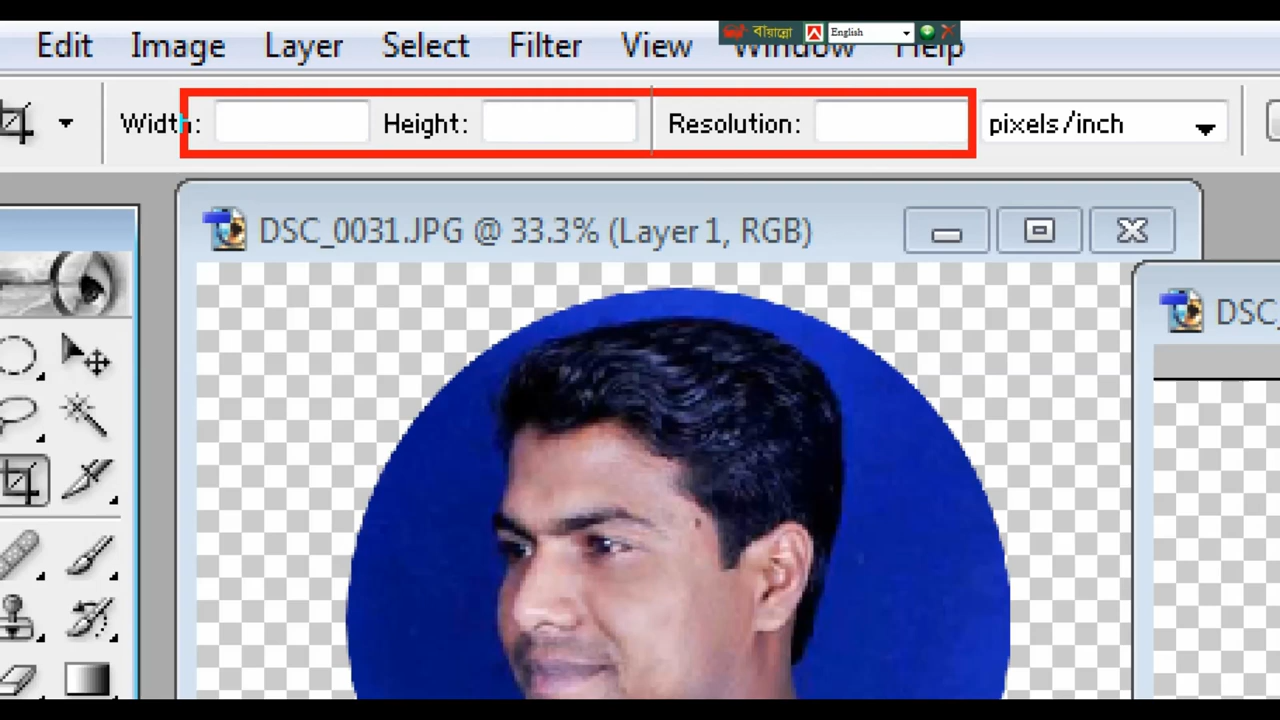 বায়ান্নো English
Edit Image Layer Select Filter View Window Help
Width: Height: Resolution: pixels/inch
DSC_0031.JPG @ 33.3% (Layer 1, RGB)
DSC_